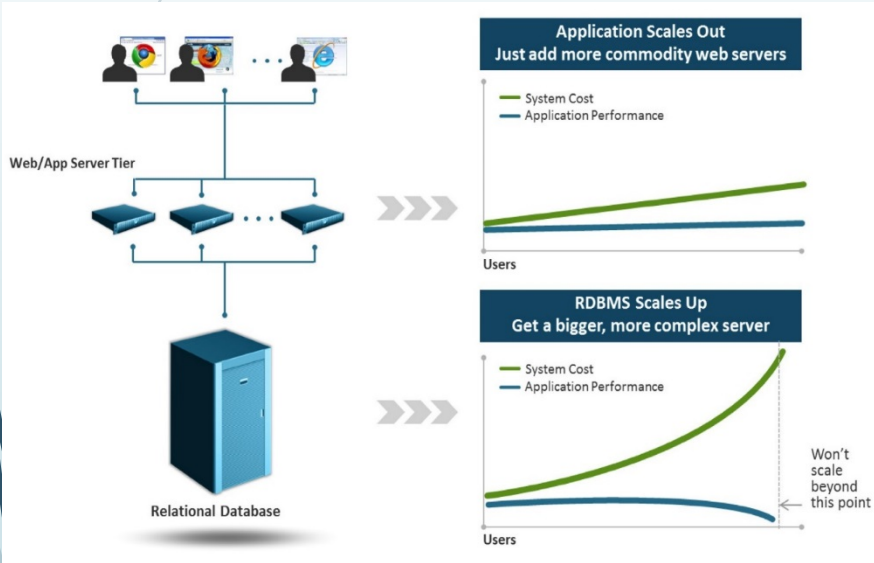 Application Scales Out
Just add more commodity web servers
System Cost
Application Performance
Web/App Server Tier
Users
RDBMS Scales Up
Get a bigger, more complex server
System Cost
Application Performance
Won't
scale
beyond
this point
Relational Database
Users